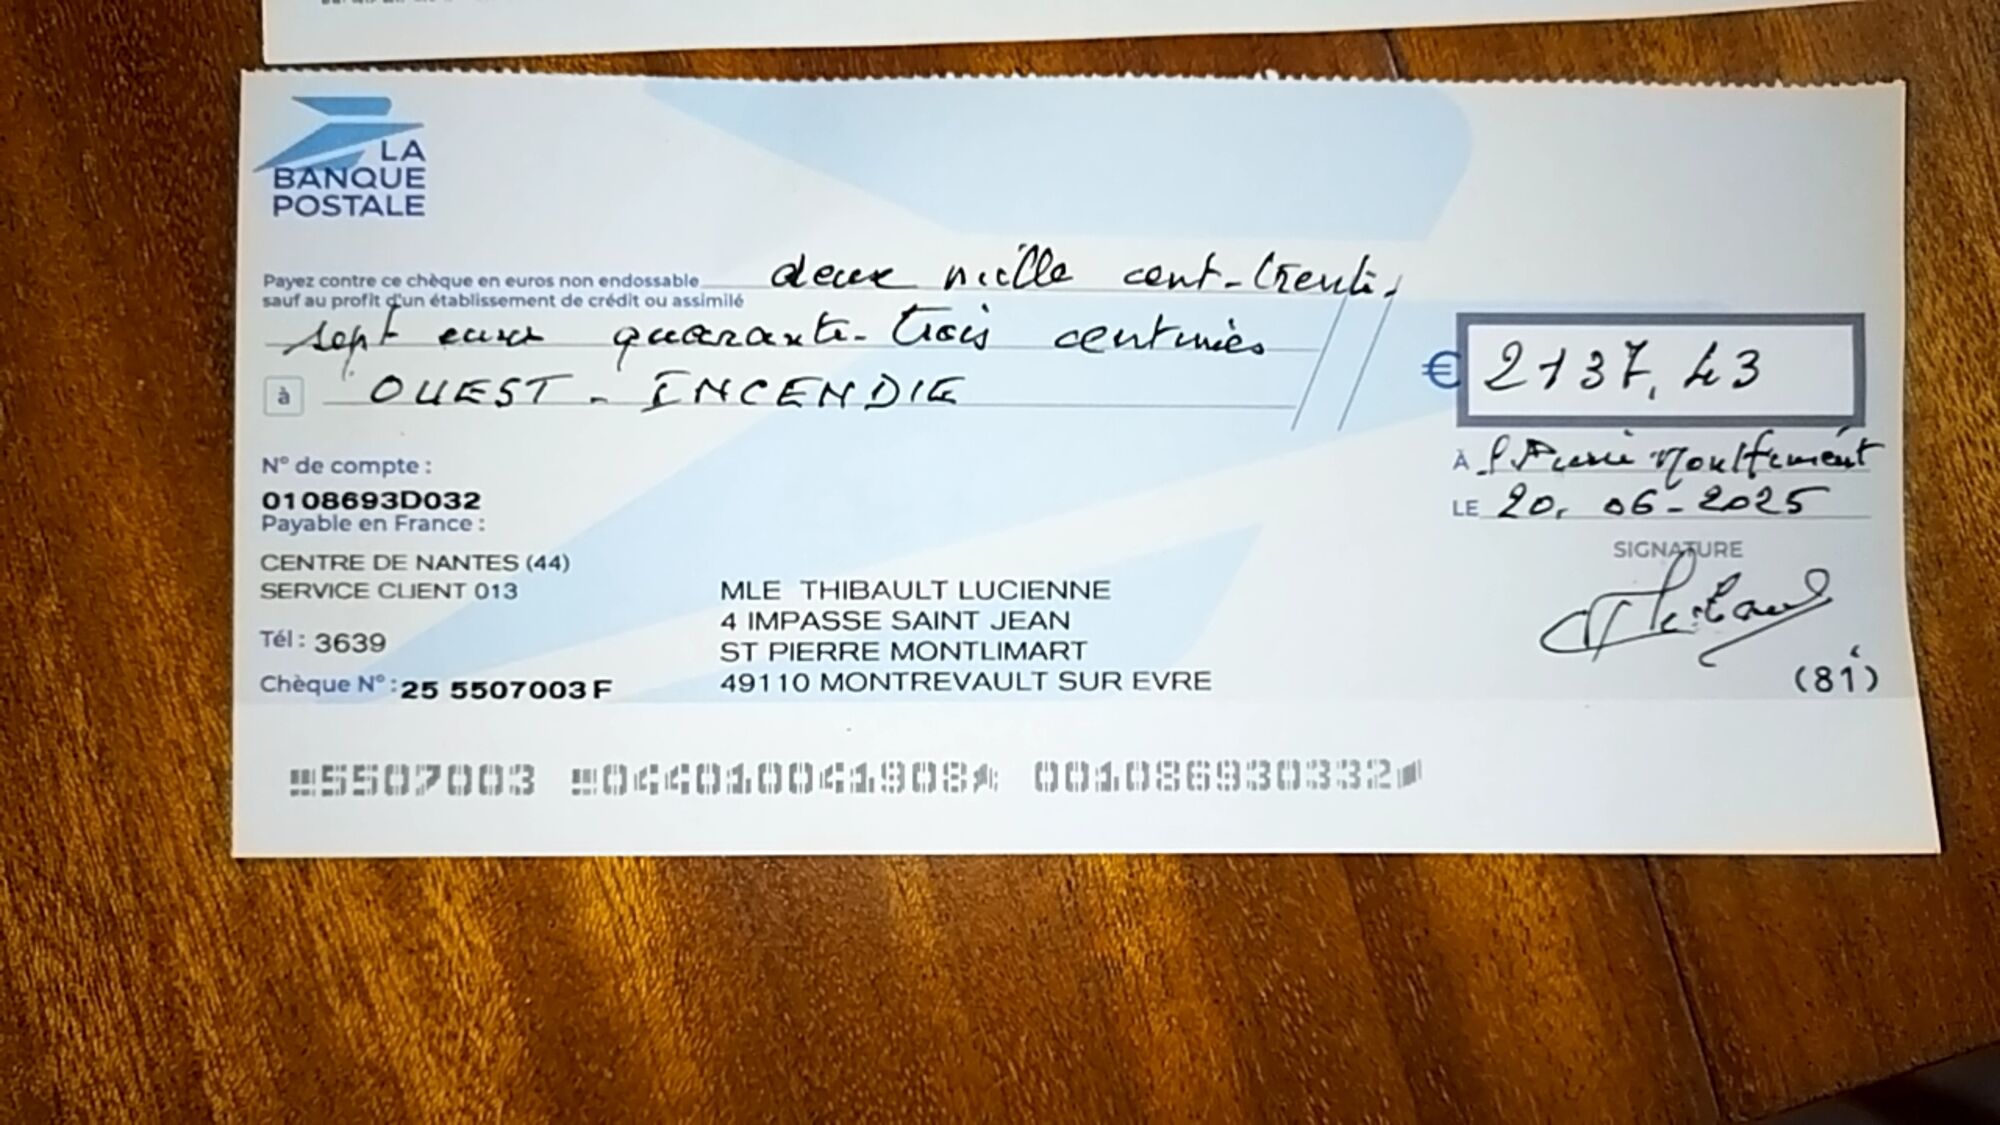 LA
BANQUE
POSTALE
Payez contre ce chèque en euros non endossable
sauf au profit d'un établissement de crédit ou assimilé
deux mille cent-trente-
sept euros quarante-trois centimes
à OUEST-INCENDIE
€ 2137,43
À
LE 20.06-2025
SIGNATURE
N° de compte :
0108693D032
Payable en France :
CENTRE DE NANTES (44)
SERVICE CLIENT 013
Tél : 3639
Chèque N° : 25 5507003 F
MLE THIBAULT LUCIENNE
4 IMPASSE SAINT JEAN
ST PIERRE MONTLIMART
49110 MONTREVAULT SUR EVRE
(81)
5507003 044010041908 001086930332